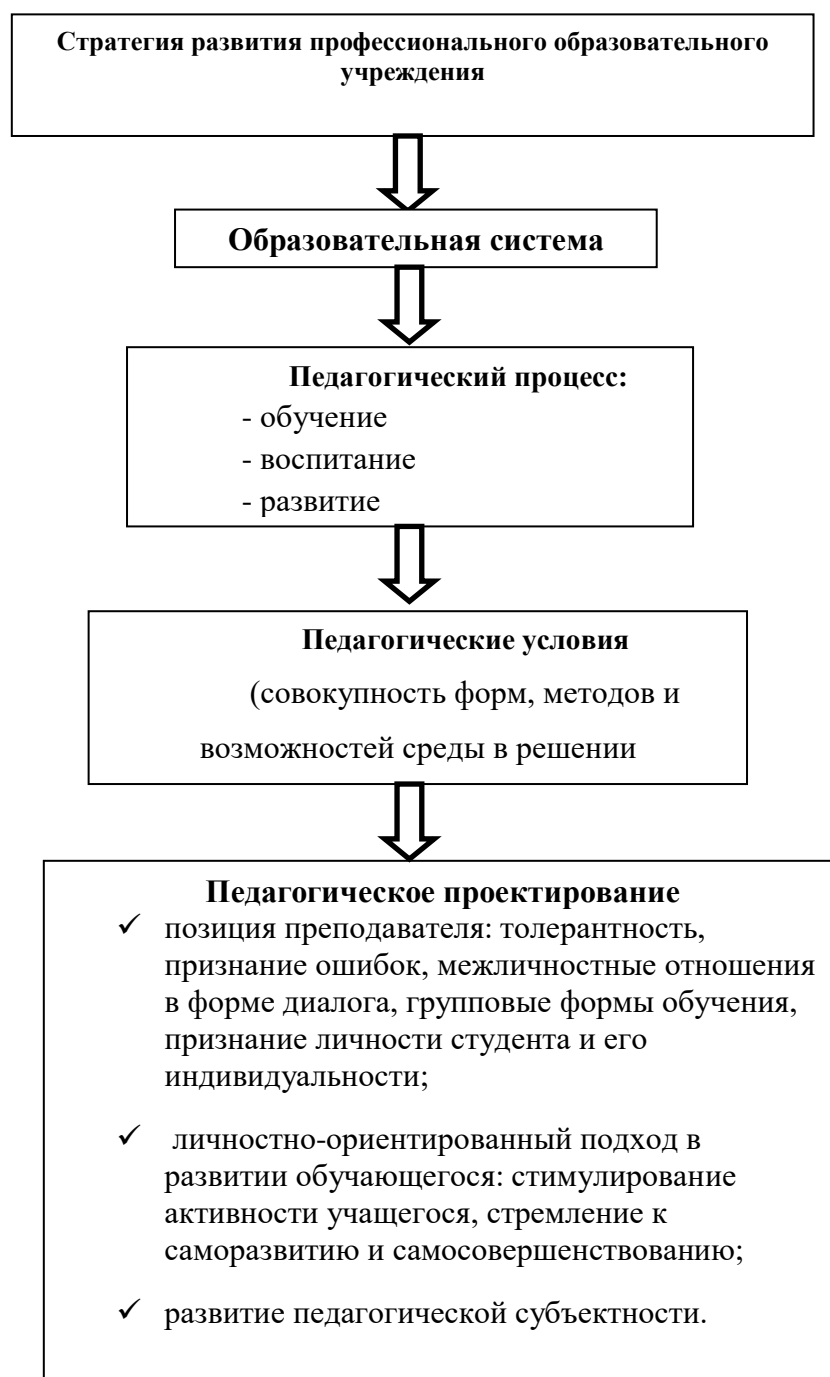 Стратегия развития профессионального образовательного
учреждения
Образовательная система
Педагогический процесс:
- обучение
- воспитание
- развитие
Педагогические условия
(совокупность форм, методов и
возможностей среды в решении
Педагогическое проектирование
✓ позиция преподавателя: толерантность,
признание ошибок, межличностные отношения
в форме диалога, групповые формы обучения,
признание личности студента и его
индивидуальности;
✓ личностно-ориентированный подход в
развитии обучающегося: стимулирование
активности учащегося, стремление к
саморазвитию и самосовершенствованию;
✓ развитие педагогической субъектности.